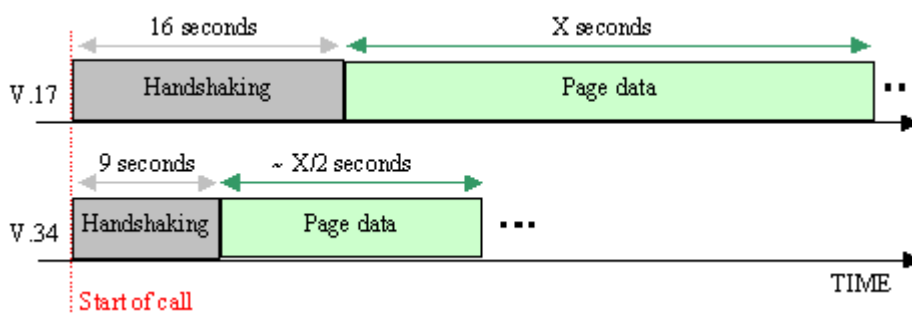 16 seconds X seconds
V.17 Handshaking Page data ..
9 seconds ~ X/2 seconds
V.34 Handshaking Page data ...
TIME
Start of call